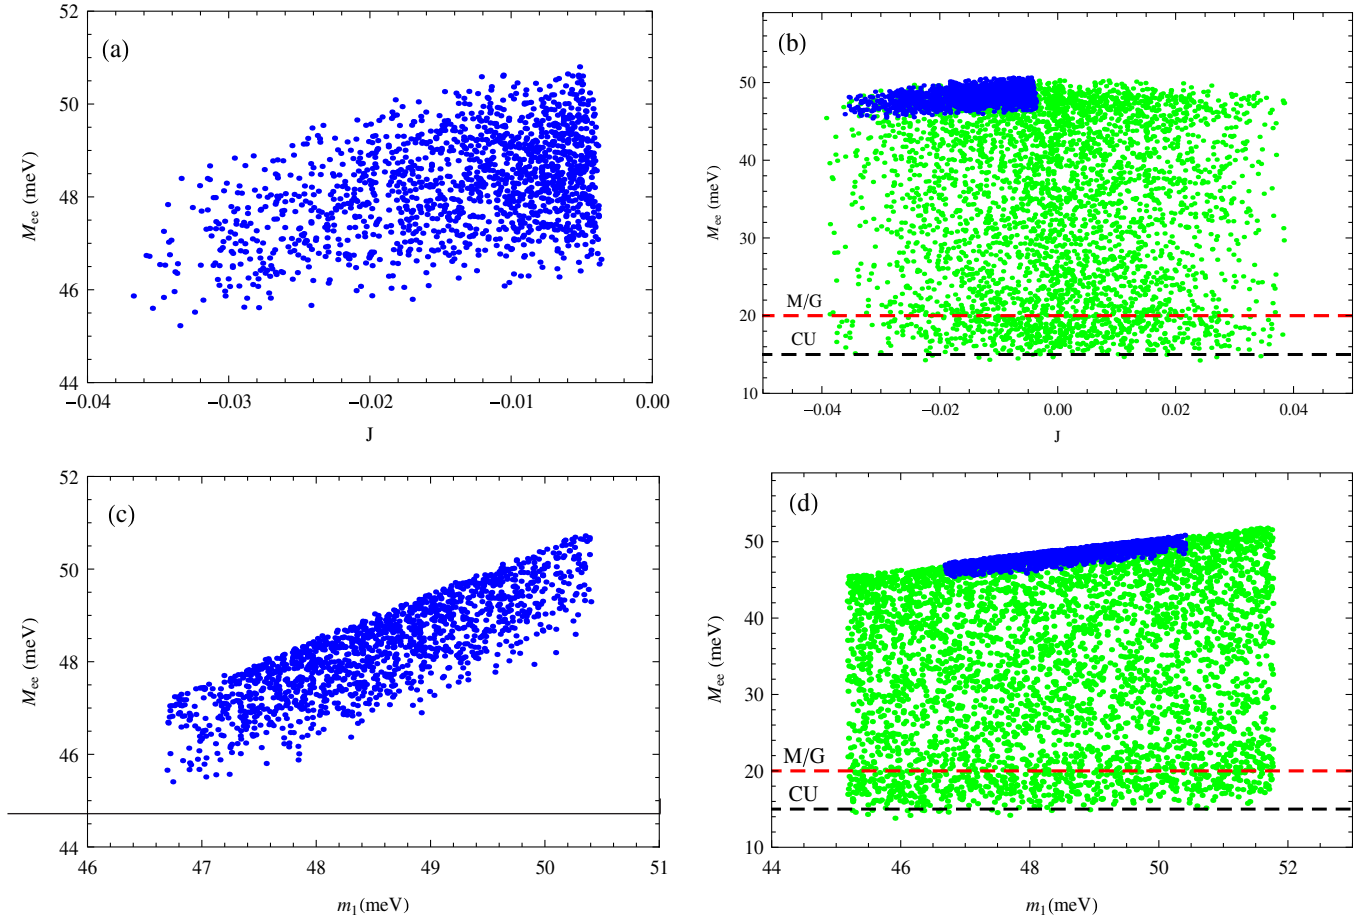 (a)
52
50
48
46
44
M_ee (meV)
−0.04 −0.03 −0.02 −0.01 0.00
J
(b)
50
40
30
20
10
M_ee (meV)
M/G
CU
−0.04 −0.02 0.00 0.02 0.04
J
(c)
52
50
48
46
44
M_ee (meV)
46 47 48 49 50 51
m_1(meV)
(d)
50
40
30
20
10
M_ee (meV)
M/G
CU
44 46 48 50 52
m_1(meV)